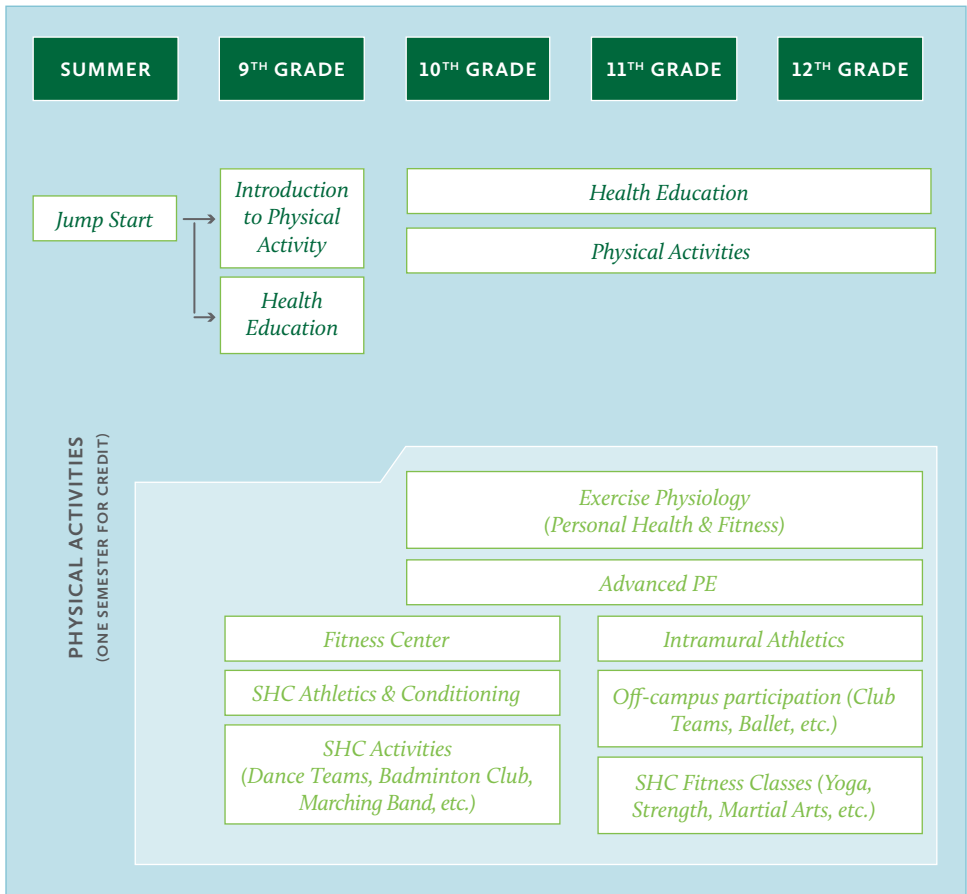 SUMMER
9TH GRADE
10TH GRADE
11TH GRADE
12TH GRADE
Jump Start
Introduction
to Physical
Activity
Health
Education
Health Education
Physical Activities
PHYSICAL ACTIVITIES
(ONE SEMESTER FOR CREDIT)
Exercise Physiology
(Personal Health & Fitness)
Advanced PE
Fitness Center
SHC Athletics & Conditioning
SHC Activities
(Dance Teams, Badminton Club,
Marching Band, etc.)
Intramural Athletics
Off-campus participation (Club
Teams, Ballet, etc.)
SHC Fitness Classes (Yoga,
Strength, Martial Arts, etc.)